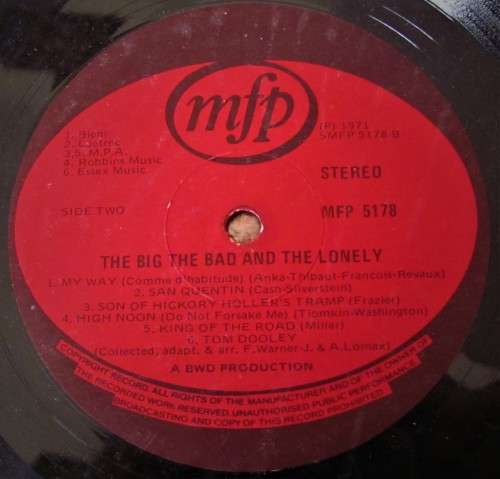 mfp
1. Biem
2. Essex
3,5. M.P.A.
4. Robbins Music
6. Essex Music
(P) 1971
SMFP 5178 B
STEREO
SIDE TWO
MFP 5178
THE BIG THE BAD AND THE LONELY
1. MY WAY (Comme d'habitude) (Anka-Thibaut-Francois-Revaux)
2. SAN QUENTIN (Cash-Silverstein)
3. SON OF HICKORY HOLLER'S TRAMP (Frazier)
4. HIGH NOON (Do Not Forsake Me) (Tiomkin-Washington)
5. KING OF THE ROAD (Miller)
6. TOM DOOLEY
(Collected, adapt. & arr. F. Warner-J. & A. Lomax)
A BWD PRODUCTION
COPYRIGHT RECORD. ALL RIGHTS OF THE MANUFACTURER AND OF THE OWNER OF
THE RECORDED WORK RESERVED. UNAUTHORISED PUBLIC PERFORMANCE,
BROADCASTING AND COPY OF THIS RECORD PROHIBITED.